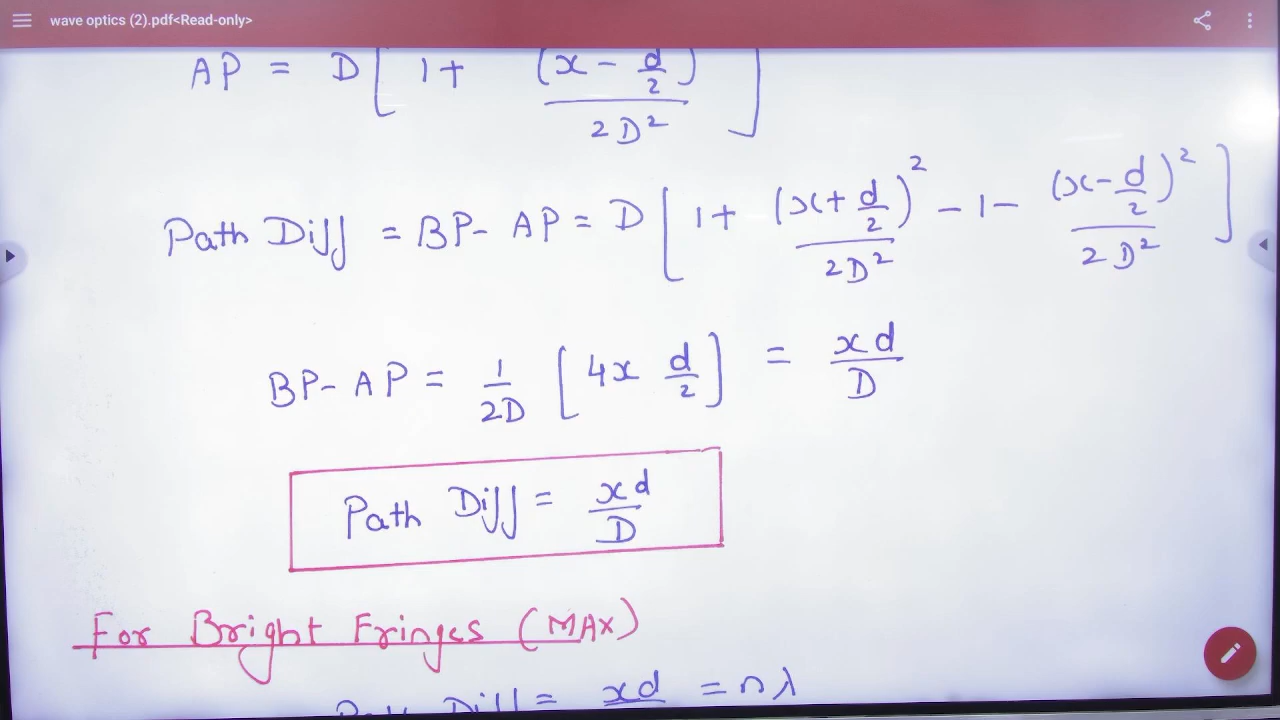 wave optics (2).pdf<Read-only>
AP = D[ 1 + (x - d/2) / 2D² ]
Path Diff = BP - AP = D[ 1 + (x + d/2)² / 2D² - 1 - (x - d/2)² / 2D² ]
BP - AP = 1/2D [ 4x d/2 ] = xd/D
Path Diff = xd/D
For Bright Fringes (MAX)
Path Diff = xd = nλ